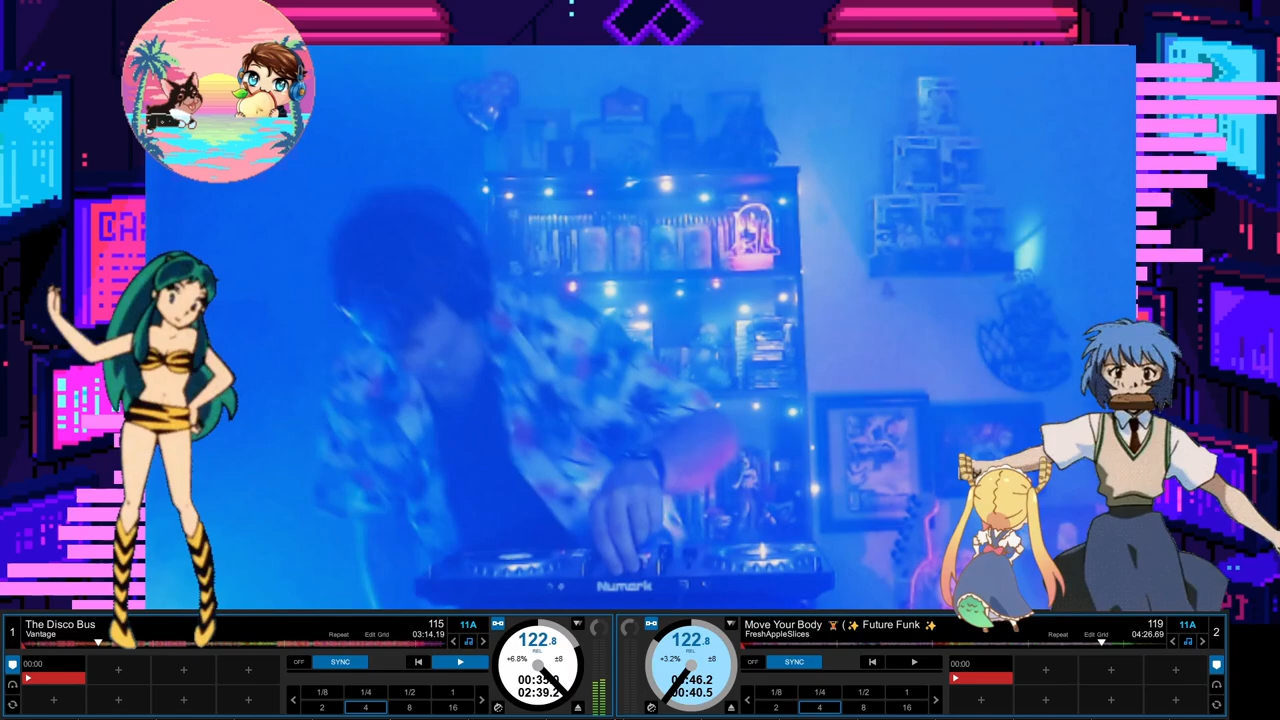 CAF
Numark
1
The Disco Bus
Vantage
115
11A
Repeat
Edit Grid
03:14.19
00:00
OFF
SYNC
1/8
1/4
1/2
1
2
4
8
16
122.8
REL
+6.8%
±8
02:39.2
122.8
REL
+3.2%
±8
00:40.5
Move Your Body ⏳ ( ✨ Future Funk ✨
FreshAppleSlices
119
11A
2
Repeat
Edit Grid
04:26.69
OFF
SYNC
1/8
1/4
1/2
1
2
4
8
16
00:00